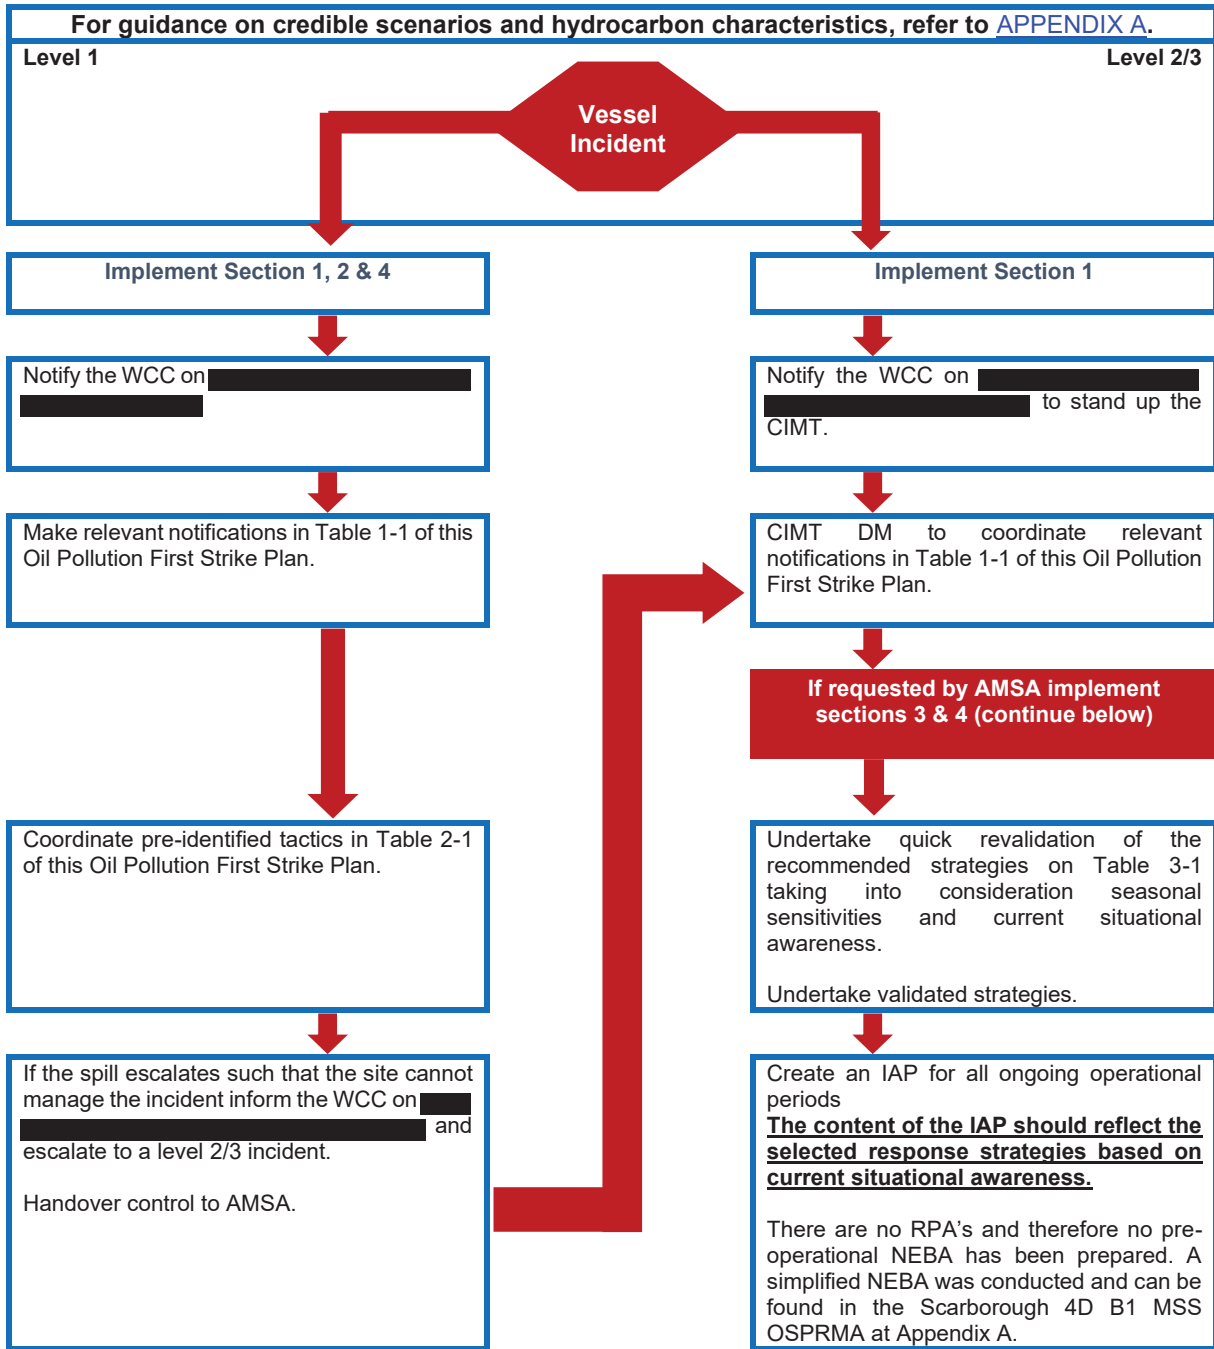 For guidance on credible scenarios and hydrocarbon characteristics, refer to APPENDIX A.
Level 1
Level 2/3
Vessel
Incident
Implement Section 1, 2 & 4
Notify the WCC on
Make relevant notifications in Table 1-1 of this
Oil Pollution First Strike Plan.
Coordinate pre-identified tactics in Table 2-1
of this Oil Pollution First Strike Plan.
If the spill escalates such that the site cannot
manage the incident inform the WCC on
and
escalate to a level 2/3 incident.
Handover control to AMSA.
Implement Section 1
Notify the WCC on
to stand up the
CIMT.
CIMT DM to coordinate relevant
notifications in Table 1-1 of this Oil Pollution
First Strike Plan.
If requested by AMSA implement
sections 3 & 4 (continue below)
Undertake quick revalidation of the
recommended strategies on Table 3-1
taking into consideration seasonal
sensitivities and current situational
awareness.
Undertake validated strategies.
Create an IAP for all ongoing operational
periods
The content of the IAP should reflect the
selected response strategies based on
current situational awareness.
There are no RPA's and therefore no pre-
operational NEBA has been prepared. A
simplified NEBA was conducted and can be
found in the Scarborough 4D B1 MSS
OSPRMA at Appendix A.